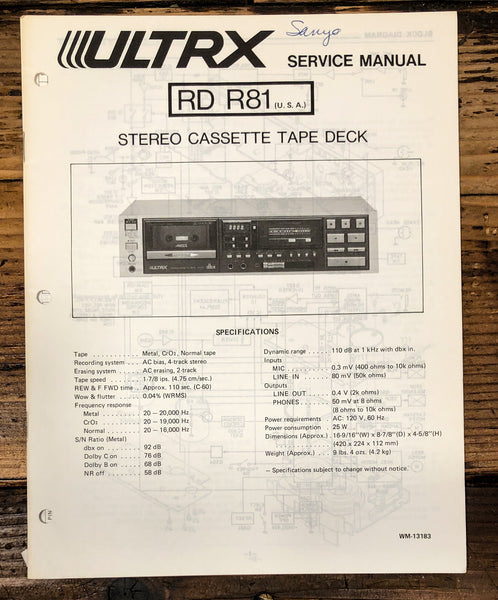 Sanyo
ULTRX
SERVICE MANUAL
RD R81 (U.S.A.)
STEREO CASSETTE TAPE DECK
ULTRX
SPECIFICATIONS
Tape . . . . . . . . . . . . . Metal, CrO₂, Normal tape
Recording system . . . . AC bias, 4-track stereo
Erasing system . . . . . . AC erasing, 2-track
Tape speed . . . . . . . . 1-7/8 ips. (4.75 cm/sec.)
REW & F FWD time . Approx. 110 sec. (C-60)
Wow & flutter . . . . . . 0.04% (WRMS)
Frequency response
Metal . . . . . . . . . . 20 – 20,000 Hz
CrO₂ . . . . . . . . . . 20 – 19,000 Hz
Normal . . . . . . . . . 20 – 16,000 Hz
S/N Ratio (Metal)
dbx on . . . . . . . . . 92 dB
Dolby C on . . . . . . 76 dB
Dolby B on . . . . . . 68 dB
NR off . . . . . . . . . 58 dB
Dynamic range . . . . . . 110 dB at 1 kHz with dbx in.
Inputs
MIC . . . . . . . . . . . 0.3 mV (400 ohms to 10k ohms)
LINE IN . . . . . . . . 80 mV (50k ohms)
Outputs
LINE OUT . . . . . . . 0.4 V (2k ohms)
PHONES . . . . . . . . 50 mV at 8 ohms
(8 ohms to 10k ohms)
Power requirements . . AC: 120 V, 60 Hz
Power consumption . . 25 W
Dimensions (Approx.) . 16-9/16"(W) x 8-7/8"(D) x 4-5/8"(H)
(420 x 224 x 112 mm)
Weight (Approx.) . . . . 9 lbs. 4 ozs. (4.2 kg)
– Specifications subject to change without notice.
WM-13183